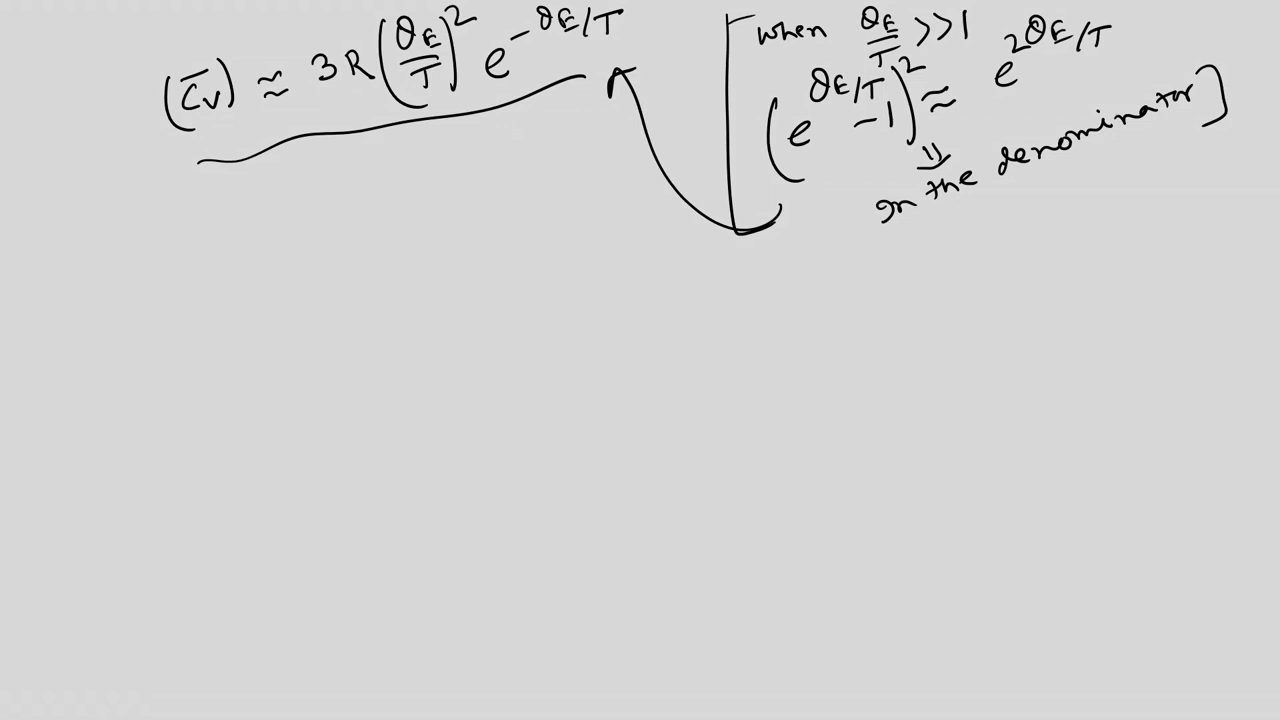 (C̄v) ≈ 3R(θE/T)² e^(-θE/T)
[when θE/T >> 1
(e^(θE/T) - 1)² ≈ e^(2θE/T)
⇓
In the denominator]